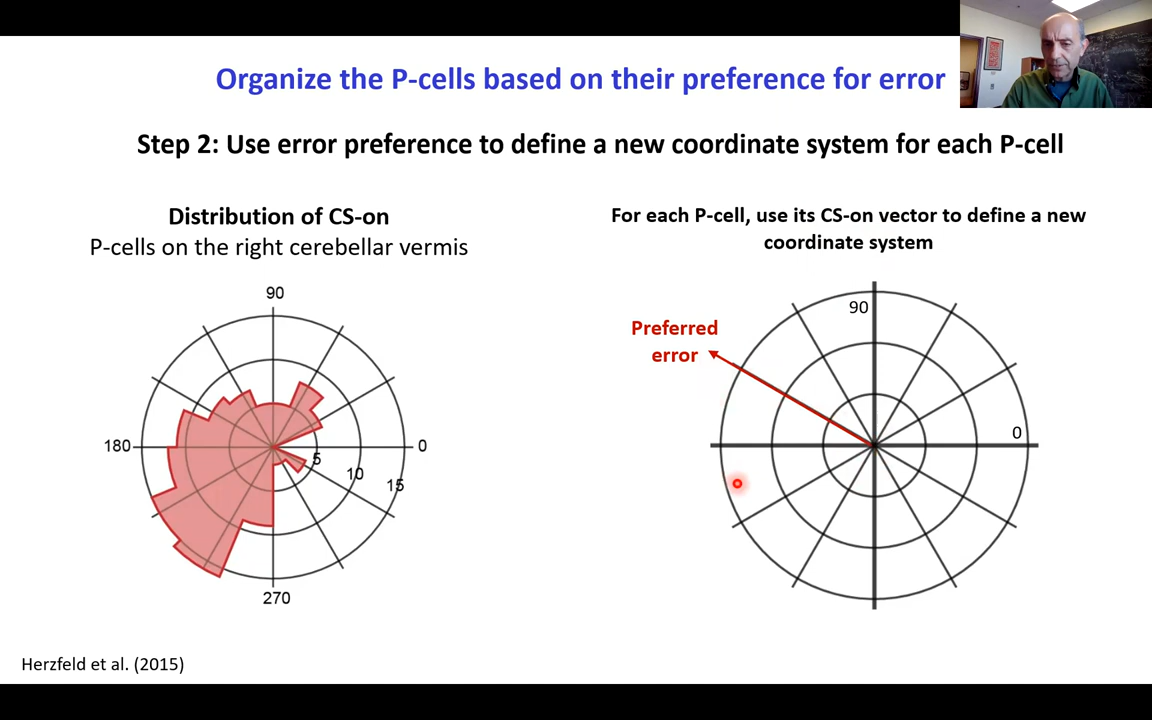 Organize the P-cells based on their preference for error
Step 2: Use error preference to define a new coordinate system for each P-cell
Distribution of CS-on
P-cells on the right cerebellar vermis
90
180
0
5
10
15
270
For each P-cell, use its CS-on vector to define a new
coordinate system
90
Preferred
error
0
Herzfeld et al. (2015)